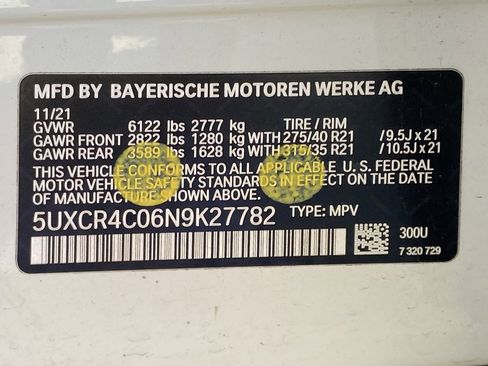 MFD BY BAYERISCHE MOTOREN WERKE AG
11/21
GVWR 6122 lbs 2777 kg TIRE / RIM
GAWR FRONT 2822 lbs 1280 kg WITH 275/40 R21 /9.5J x 21
GAWR REAR 3589 lbs 1628 kg WITH 315/35 R21 /10.5J x 21
THIS VEHICLE CONFORMS TO ALL APPLICABLE U. S. FEDERAL
MOTOR VEHICLE SAFETY STANDARDS IN EFFECT ON THE
DATE OF MANUFACTURE SHOWN ABOVE.
5UXCR4C06N9K27782 TYPE: MPV
300U
7 320 729